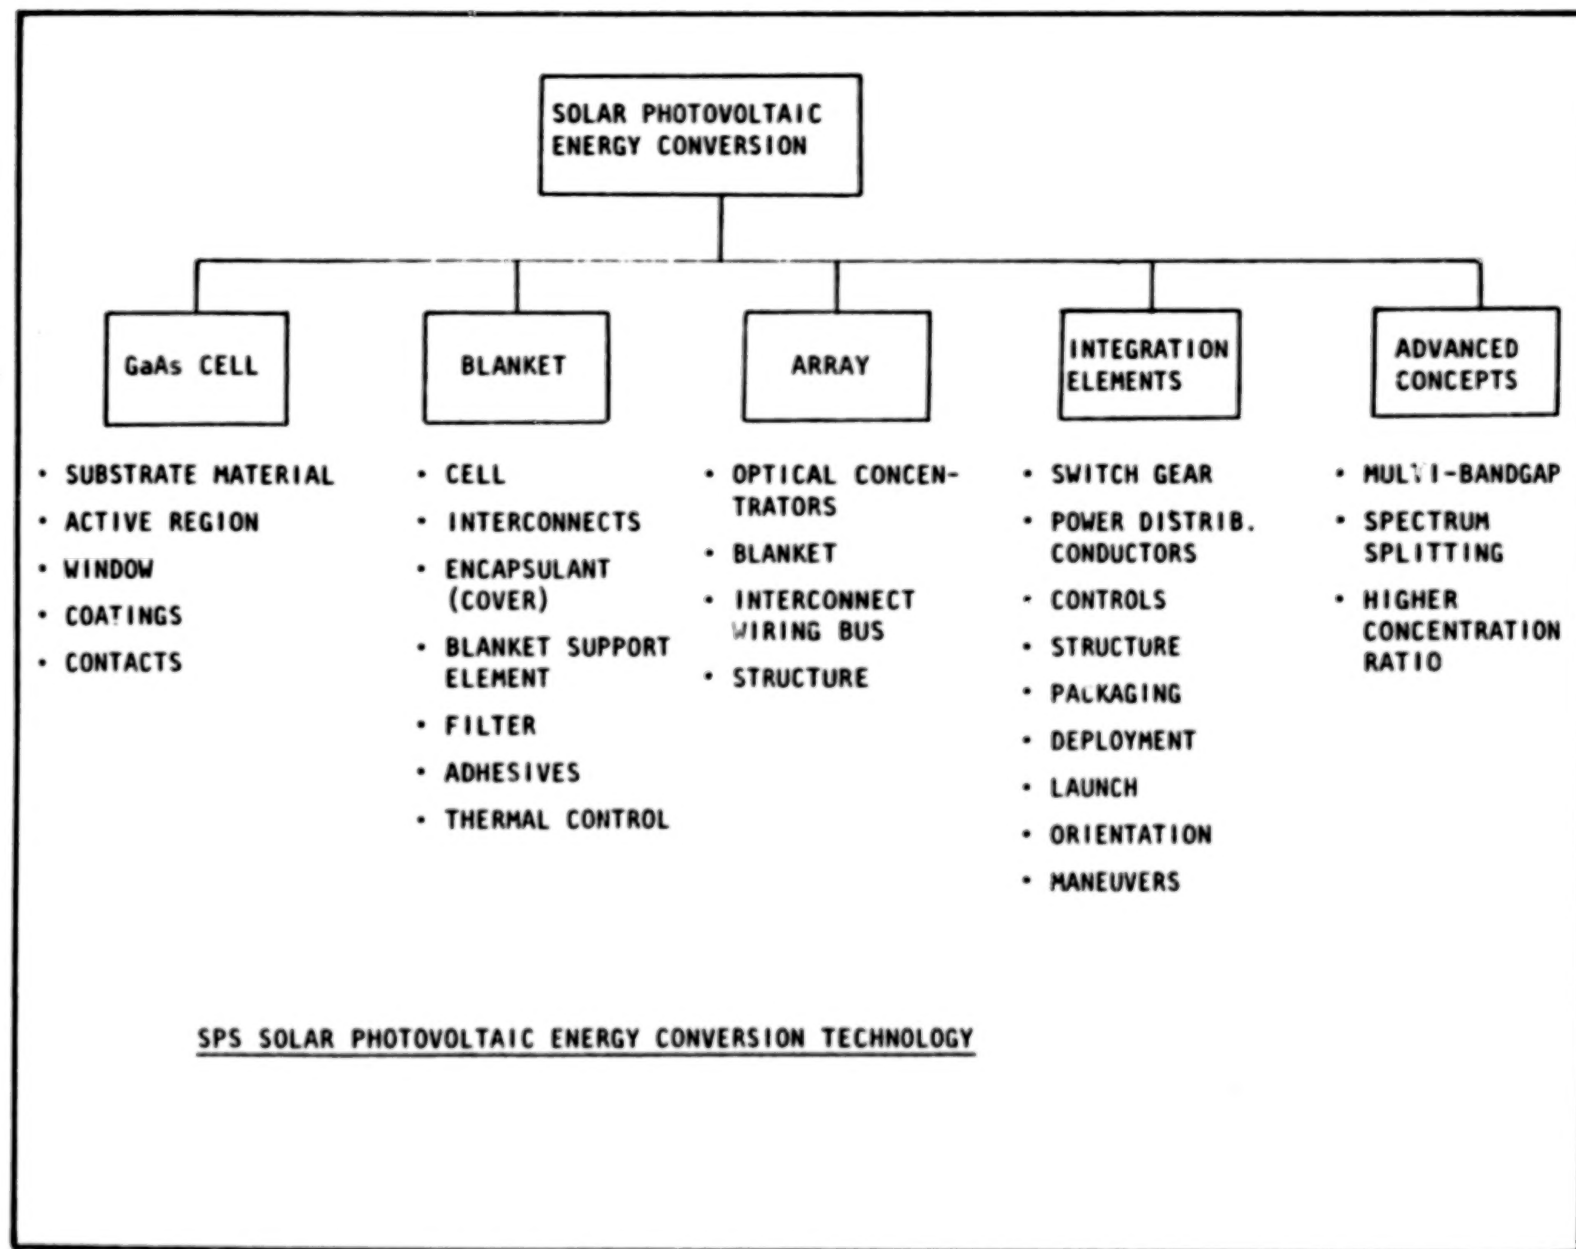 SOLAR PHOTOVOLTAIC
ENERGY CONVERSION
GaAs CELL
• SUBSTRATE MATERIAL
• ACTIVE REGION
• WINDOW
• COATINGS
• CONTACTS
BLANKET
• CELL
• INTERCONNECTS
• ENCAPSULANT
(COVER)
• BLANKET SUPPORT
ELEMENT
• FILTER
• ADHESIVES
• THERMAL CONTROL
ARRAY
• OPTICAL CONCEN-
TRATORS
• BLANKET
• INTERCONNECT
WIRING BUS
• STRUCTURE
INTEGRATION
ELEMENTS
• SWITCH GEAR
• POWER DISTRIB.
CONDUCTORS
• CONTROLS
• STRUCTURE
• PACKAGING
• DEPLOYMENT
• LAUNCH
• ORIENTATION
• MANEUVERS
ADVANCED
CONCEPTS
• MULTI-BANDGAP
• SPECTRUM
SPLITTING
• HIGHER
CONCENTRATION
RATIO
SPS SOLAR PHOTOVOLTAIC ENERGY CONVERSION TECHNOLOGY